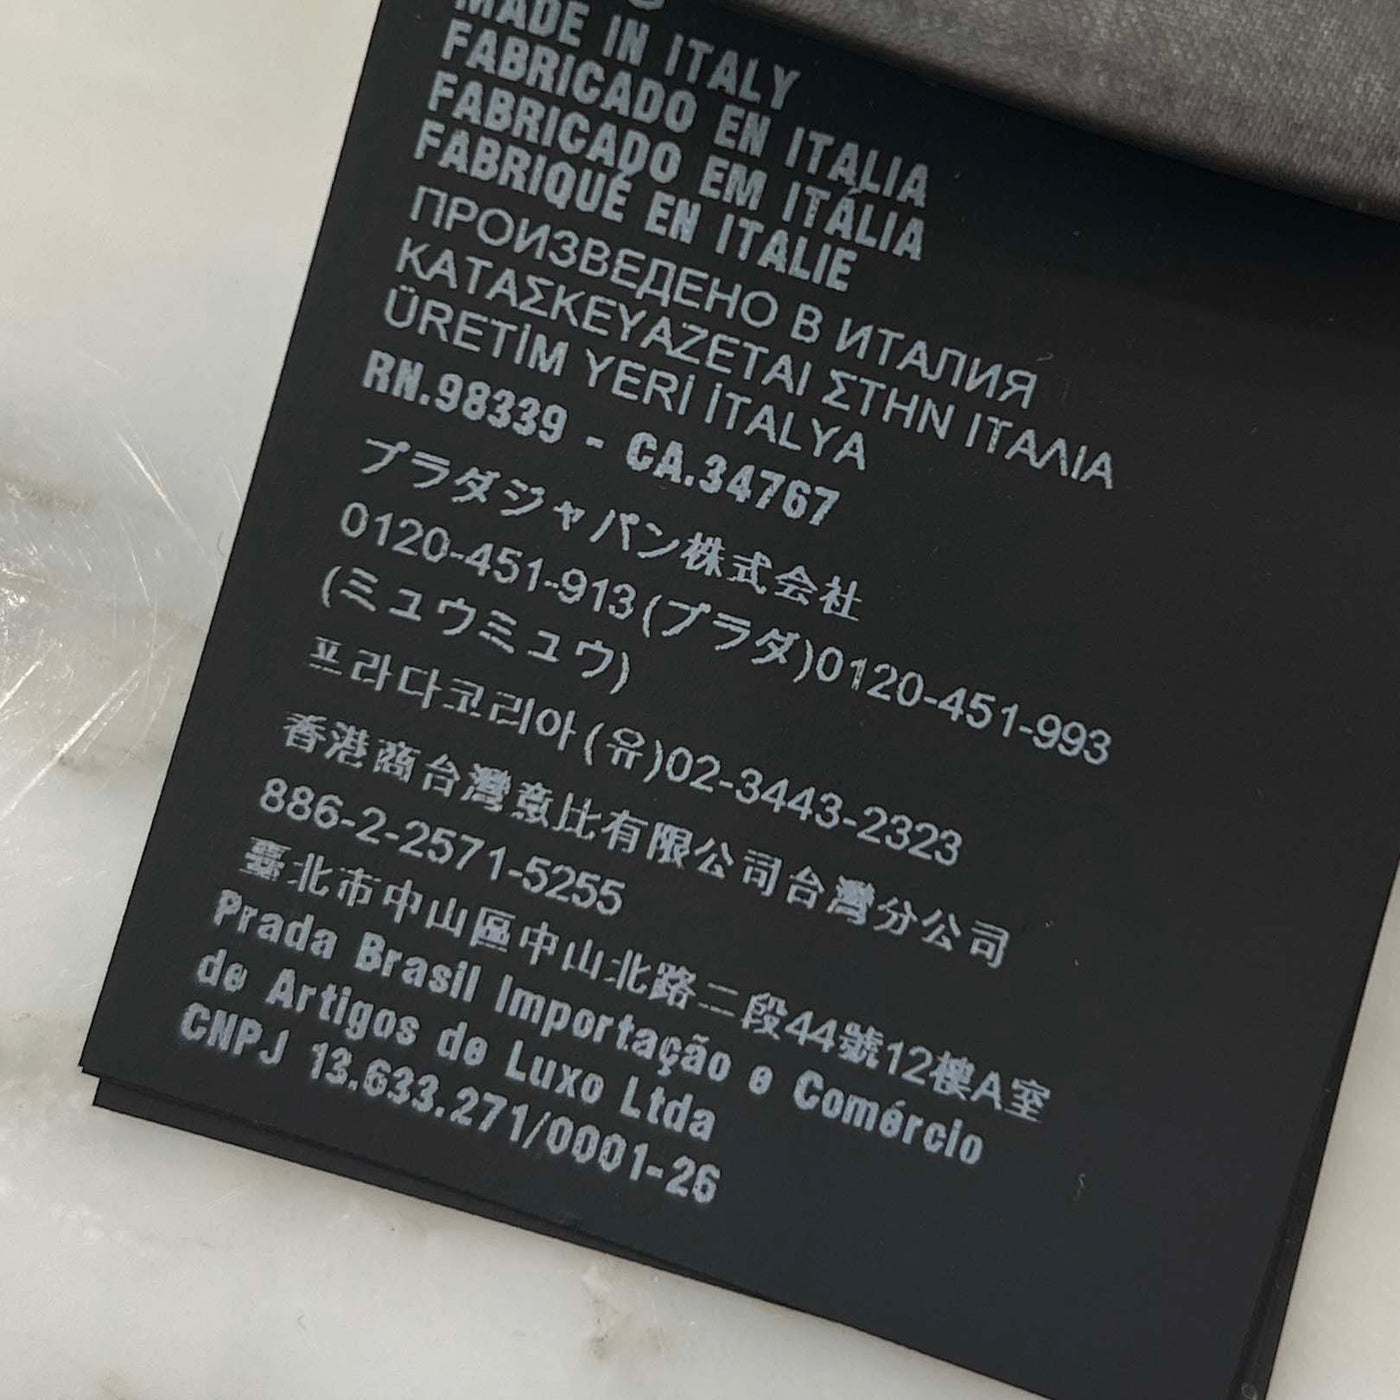 MADE IN ITALY
FABRICADO EN ITALIA
FABRICADO EM ITÁLIA
FABRIQUÉ EN ITALIE
ПРОИЗВЕДЕНО В ИТАЛИЯ
ΚΑΤΑΣΚΕΥΑΖΕΤΑΙ ΣΤΗΝ ΙΤΑΛΙΑ
ÜRETİM YERİ İTALYA
RN.98339 - CA.34767
プラダジャパン株式会社
0120-451-913(プラダ)0120-451-993
(ミュウミュウ)
프라다코리아(유)02-3443-2323
香港商台灣意比有限公司台灣分公司
886-2-2571-5255
臺北市中山區中山北路二段44號12樓A室
Prada Brasil Importação e Comércio
de Artigos de Luxo Ltda
CNPJ 13.633.271/0001-26